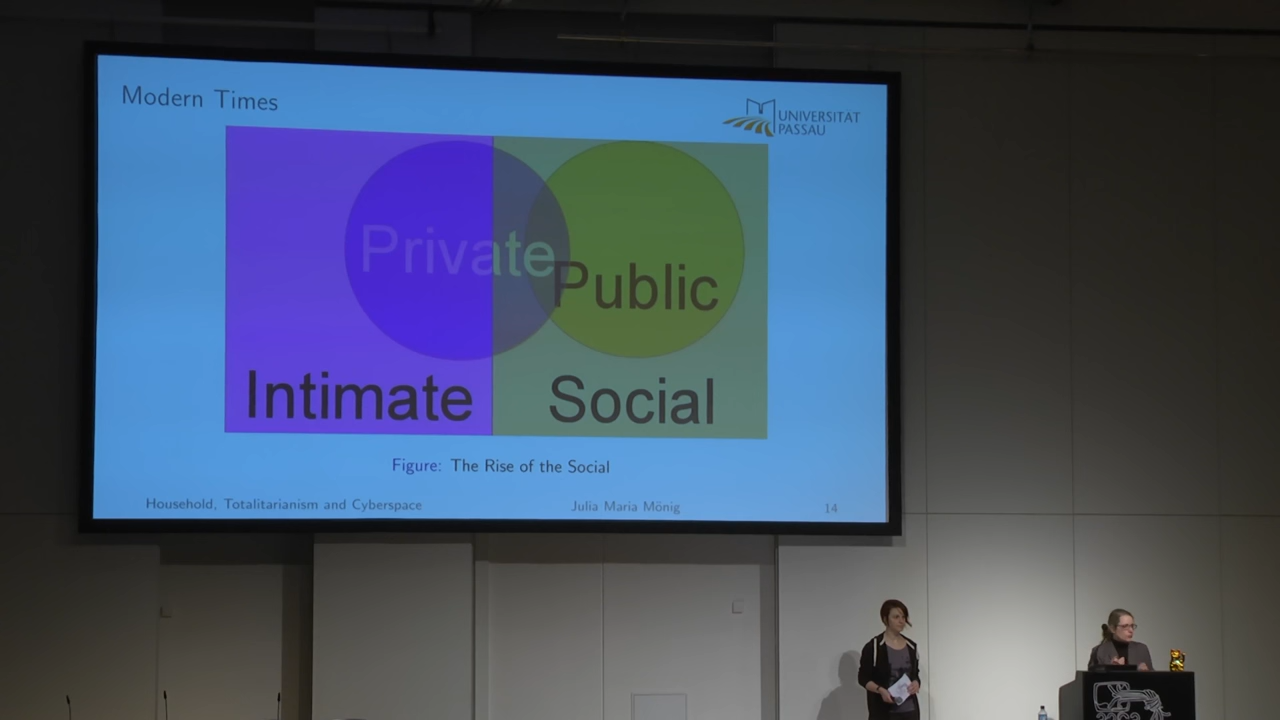 Modern Times
UNIVERSITÄT
PASSAU
Private
Public
Intimate
Social
Figure: The Rise of the Social
Household, Totalitarianism and Cyberspace
Julia Maria Mönig
14